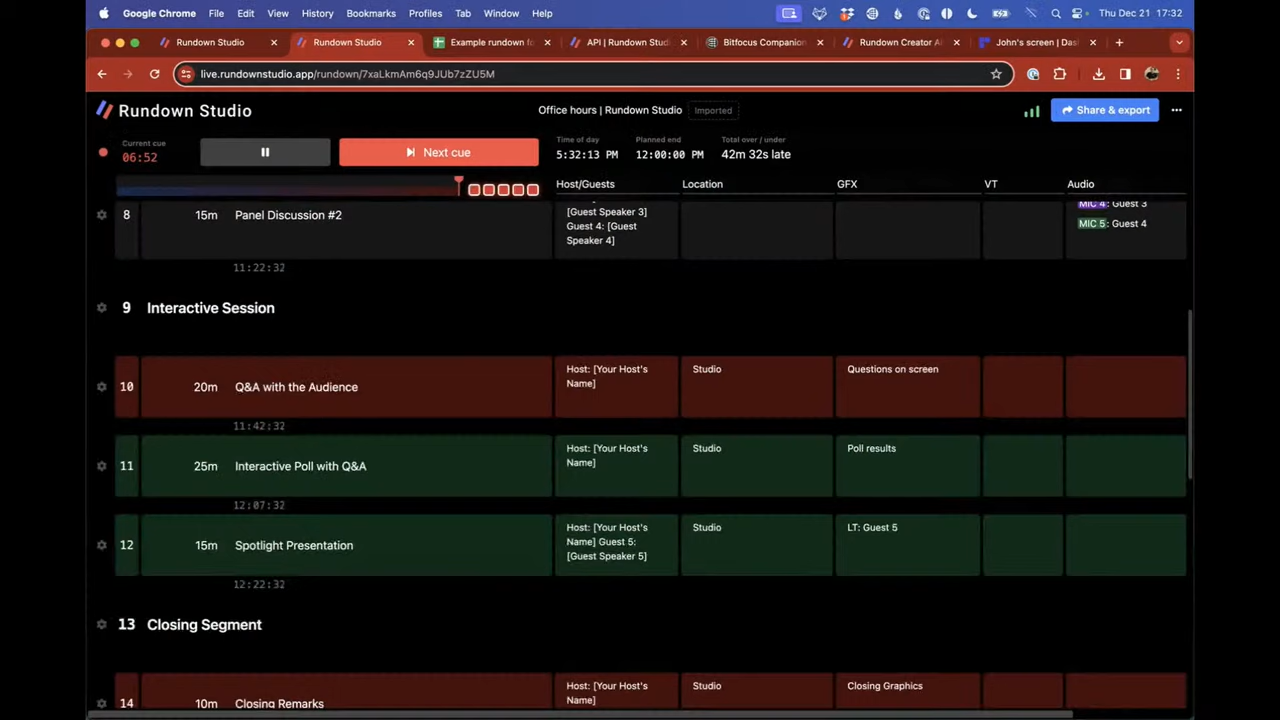 Google Chrome File Edit View History Bookmarks Profiles Tab Window Help Thu Dec 21 17:32
Rundown Studio Rundown Studio Example rundown fo API | Rundown Studi Bitfocus Companion Rundown Creator A John's screen | Das
live.rundownstudio.app/rundown/7xaLkmAm6q9JUb7zZU5M
Rundown Studio
Office hours | Rundown Studio Imported
Share & export
Current cue
06:52
Next cue
Time of day
5:32:13 PM
Planned end
12:00:00 PM
Total over / under
42m 32s late
Host/Guests Location GFX VT Audio
8 15m Panel Discussion #2
[Guest Speaker 3]
Guest 4: [Guest
Speaker 4]
MIC 4: Guest 3
MIC 5: Guest 4
11:22:32
9 Interactive Session
10 20m Q&A with the Audience
Host: [Your Host's
Name]
Studio
Questions on screen
11:42:32
11 25m Interactive Poll with Q&A
Host: [Your Host's
Name]
Studio
Poll results
12:07:32
12 15m Spotlight Presentation
Host: [Your Host's
Name] Guest 5:
[Guest Speaker 5]
Studio
LT: Guest 5
12:22:32
13 Closing Segment
14 10m Closing Remarks
Host: [Your Host's
Name]
Studio
Closing Graphics